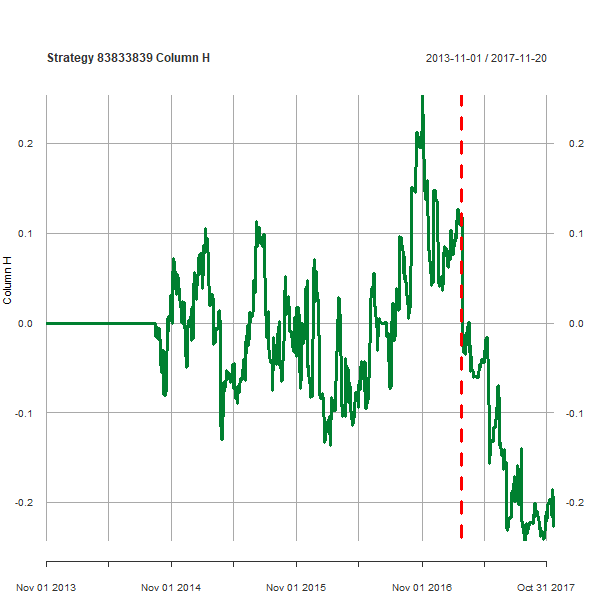 Strategy 83833839 Column H
2013-11-01 / 2017-11-20
0.2
0.2
0.1
0.1
0.0
0.0
-0.1
-0.1
-0.2
-0.2
Column H
Nov 01 2013
Nov 01 2014
Nov 01 2015
Nov 01 2016
Oct 31 2017